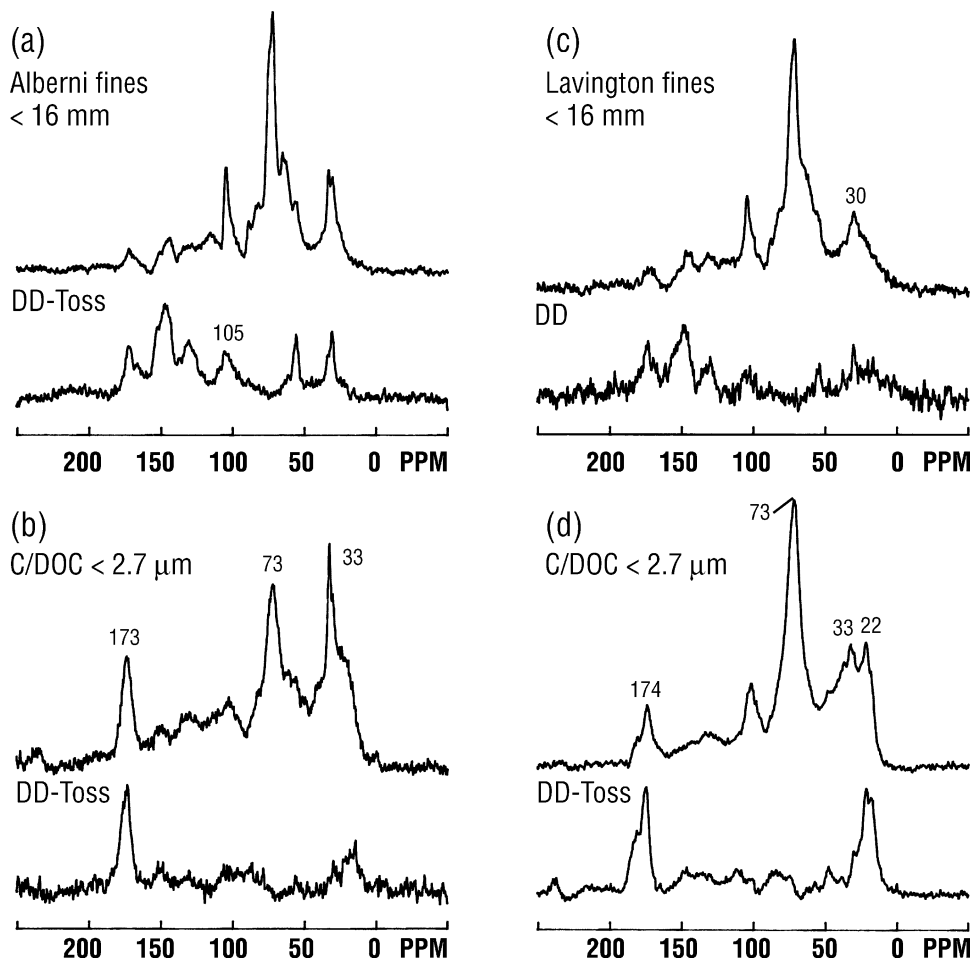 (a)
Alberni fines
< 16 mm
DD-Toss
105
200 150 100 50 0 PPM
(c)
Lavington fines
< 16 mm
30
DD
200 150 100 50 0 PPM
(b)
C/DOC < 2.7 μm
173
73
33
DD-Toss
200 150 100 50 0 PPM
(d)
C/DOC < 2.7 μm
73
33
22
174
DD-Toss
200 150 100 50 0 PPM